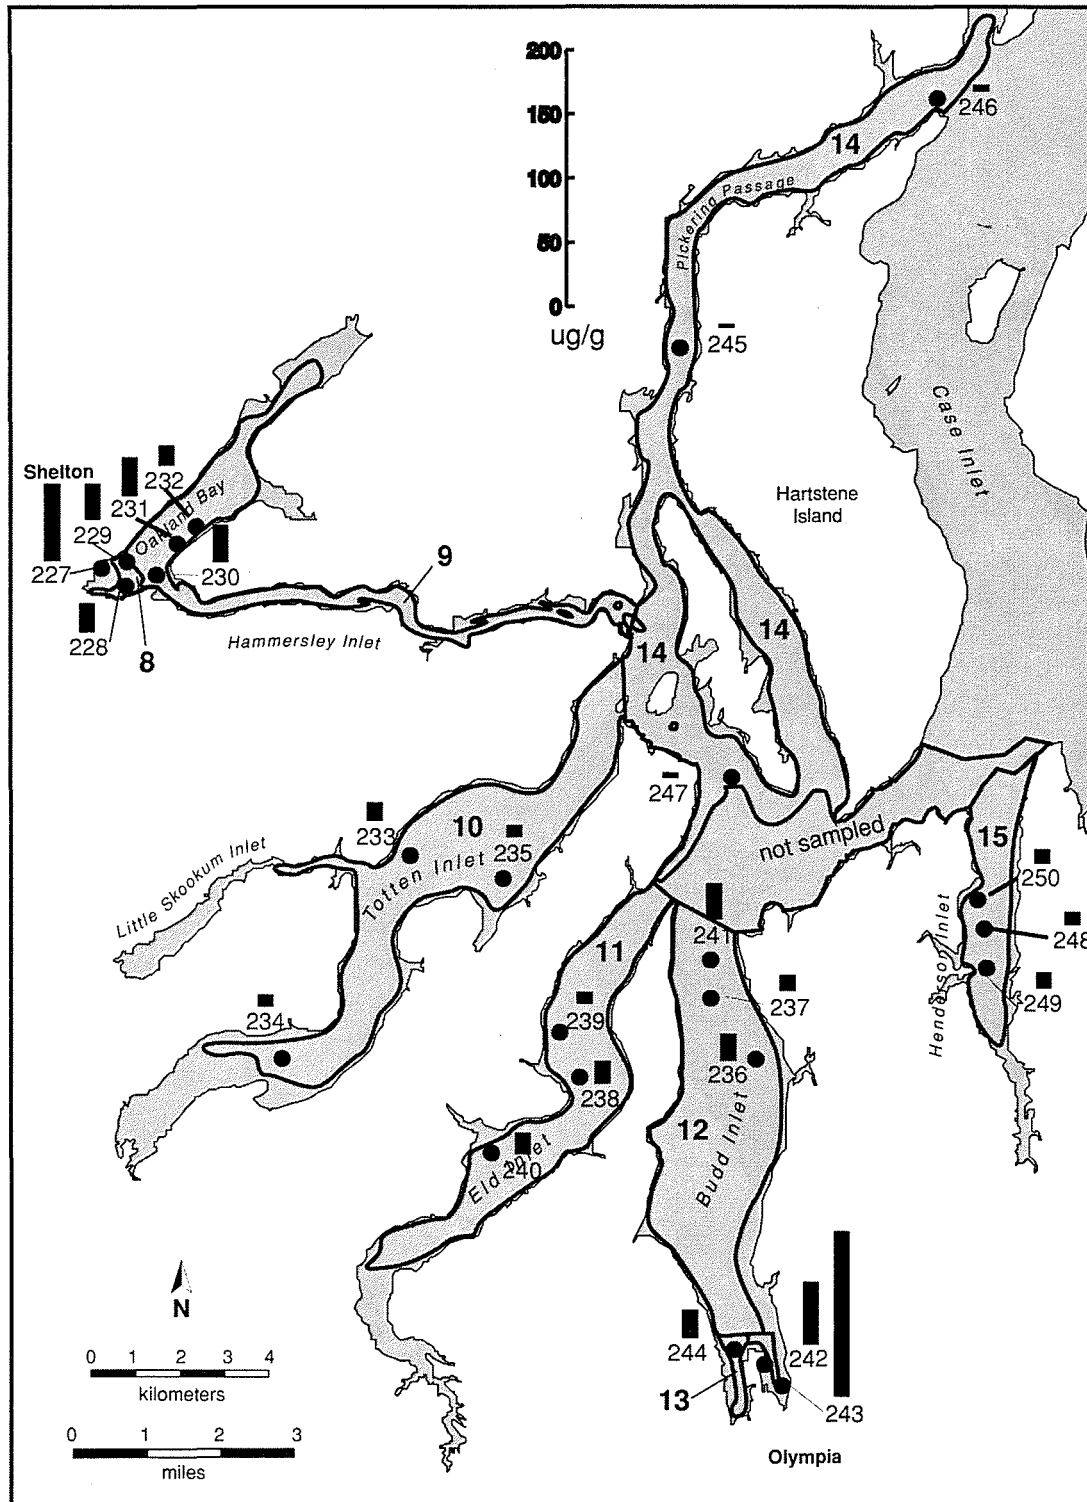 200
150
100
50
0
ug/g
246
14
Pickering Passage
245
Case Inlet
Hartstene
Island
Shelton
232
231
229
Oakland Bay
227
230
9
228
8
Hammersley Inlet
14
14
247
not sampled
233
10
235
Totten Inlet
Little Skookum Inlet
15
250
248
249
Henderson Inlet
241
11
237
239
234
236
238
12
Budd Inlet
240
Eld Inlet
N
0 1 2 3 4
kilometers
0 1 2 3
miles
244
242
13
243
Olympia